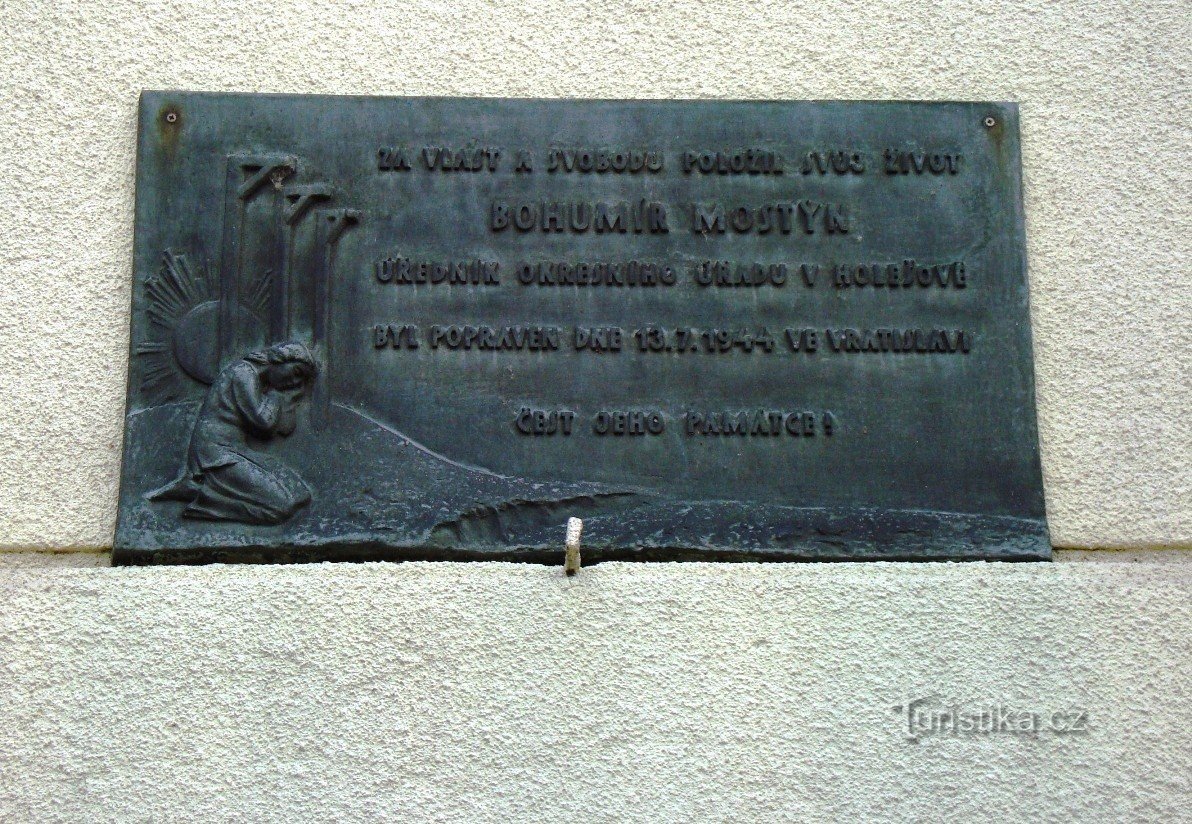 ZA VLAST A SVOBODU POLOŽIL SVŮJ ŽIVOT
BOHUMÍR MOSTÝN
ÚŘEDNÍK OKRESNÍHO ÚŘADU V HOLEŠOVĚ
BYL POPRAVEN DNE 13.7.1944 VE VRATISLAVI
ČEST JEHO PAMÁTCE!
Turistika.cz